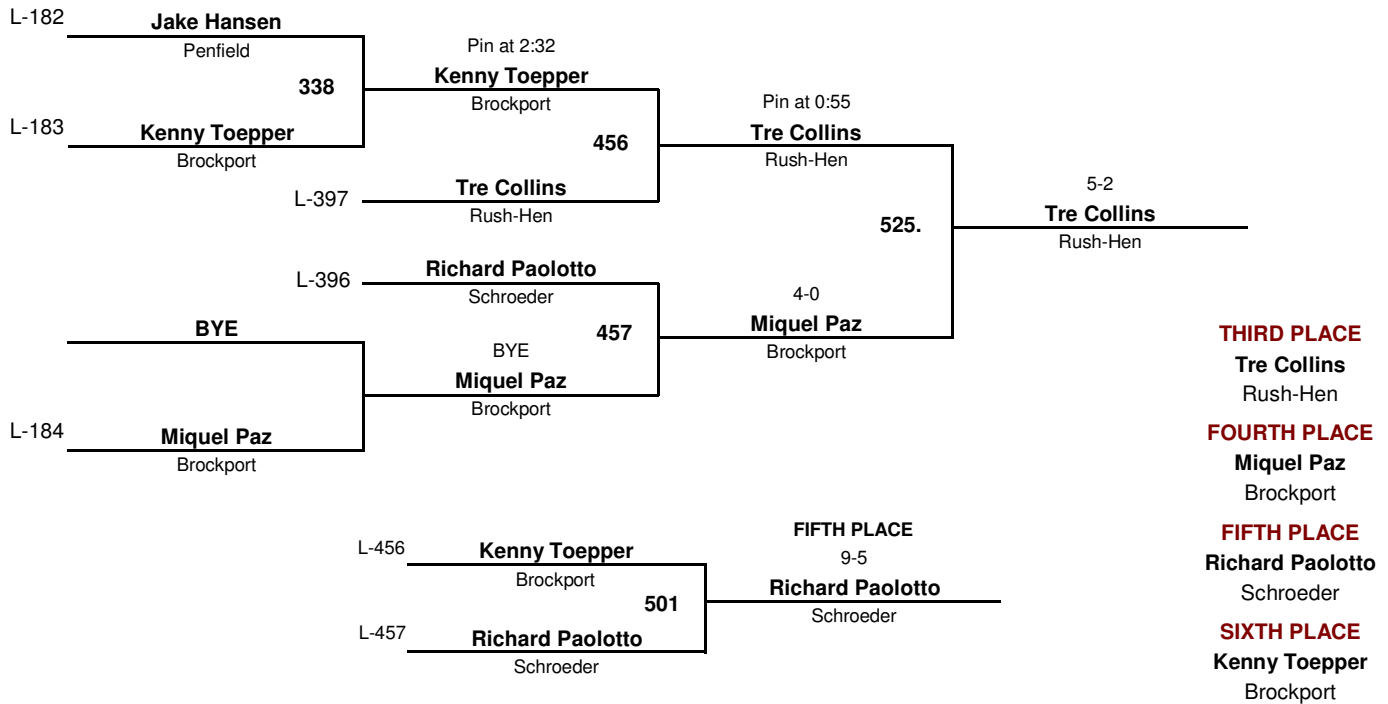 L-182
Jake Hansen
Penfield
338
L-183
Kenny Toepper
Brockport
Pin at 2:32
Kenny Toepper
Brockport
456
L-397
Tre Collins
Rush-Hen
Pin at 0:55
Tre Collins
Rush-Hen
525.
5-2
Tre Collins
Rush-Hen
L-396
Richard Paolotto
Schroeder
457
4-0
Miquel Paz
Brockport
BYE
BYE
Miquel Paz
Brockport
L-184
Miquel Paz
Brockport
THIRD PLACE
Tre Collins
Rush-Hen
FOURTH PLACE
Miquel Paz
Brockport
FIFTH PLACE
Richard Paolotto
Schroeder
SIXTH PLACE
Kenny Toepper
Brockport
L-456
Kenny Toepper
Brockport
501
L-457
Richard Paolotto
Schroeder
FIFTH PLACE
9-5
Richard Paolotto
Schroeder